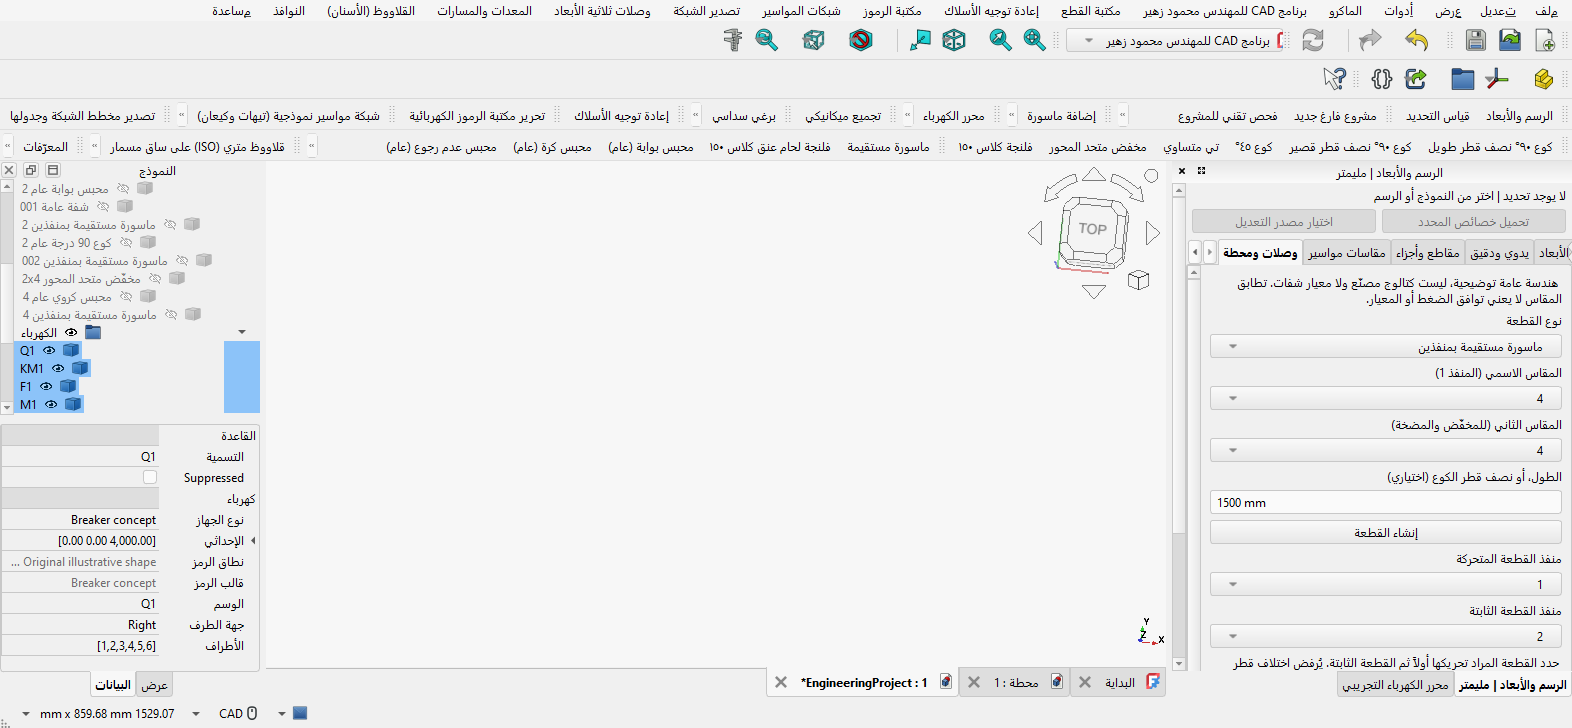 ملف تعديل عرض أدوات الماكرو برنامج CAD للمهندس محمود زهير مكتبة القطع إعادة توجيه الأسلاك مكتبة الرموز شبكات المواسير تصدير الشبكة وصلات ثلاثية الأبعاد المعدات والمسارات القلاووظ (الأسنان) النوافذ مساعدة
برنامج CAD للمهندس محمود زهير
الرسم والأبعاد قياس التحديد مشروع فارغ جديد فحص تقني للمشروع « إضافة ماسورة « محرر الكهرباء « تجميع ميكانيكي برغي سداسي « إعادة توجيه الأسلاك تحرير مكتبة الرموز الكهربائية شبكة مواسير نموذجية (تيهات وكيعان) « تصدير مخطط الشبكة وجدولها
كوع ٩٠° نصف قطر طويل كوع ٩٠° نصف قطر قصير كوع ٤٥° تي متساوي مخفض متحد المحور فلنجة كلاس ١٥٠ ماسورة مستقيمة فلنجة لحام عنق كلاس ١٥٠ محبس بوابة (عام) محبس كرة (عام) محبس عدم رجوع (عام) « قلاووظ متري (ISO) على ساق مسمار « المعرّفات «
الرسم والأبعاد | مليمتر
لا يوجد تحديد | اختر من النموذج أو الرسم
تحميل خصائص المحدد
اختيار مصدر التعديل
الأبعاد يدوي ودقيق مقاطع وأجزاء مقاسات مواسير وصلات ومحطة
هندسة عامة توضيحية، ليست كتالوج مصنّع ولا معيار شفات. تطابق
المقاس لا يعني توافق الضغط أو المعيار.
نوع القطعة
ماسورة مستقيمة بمنفذين
المقاس الاسمي (المنفذ 1)
4
المقاس الثاني (للمخفّض والمضخة)
4
الطول، أو نصف قطر الكوع (اختياري)
1500 mm
إنشاء القطعة
منفذ القطعة المتحركة
1
منفذ القطعة الثابتة
2
حدد القطعة المراد تحريكها أولاً ثم القطعة الثابتة. يُرفض اختلاف قطر
الرسم والأبعاد | مليمتر
محرر الكهرباء التجريبي
TOP
Y
Z
X
البداية
محطة : 1
EngineeringProject : 1*
النموذج
محبس بوابة عام 2
شفة عامة 001
ماسورة مستقيمة بمنفذين 2
كوع 90 درجة عام 2
ماسورة مستقيمة بمنفذين 002
مخفّض متحد المحور 2x4
محبس كروي عام 4
ماسورة مستقيمة بمنفذين 4
الكهرباء
Q1
KM1
F1
M1
القاعدة
التسمية Q1
Suppressed
كهرباء
نوع الجهاز Breaker concept
الإحداثي [0.00 0.00 4,000.00]
نطاق الرمز Original illustrative shape ...
قالب الرمز Breaker concept
الوسم Q1
جهة الطرف Right
الأطراف [1,2,3,4,5,6]
عرض
البيانات
CAD
mm x 859.68 mm 1529.07